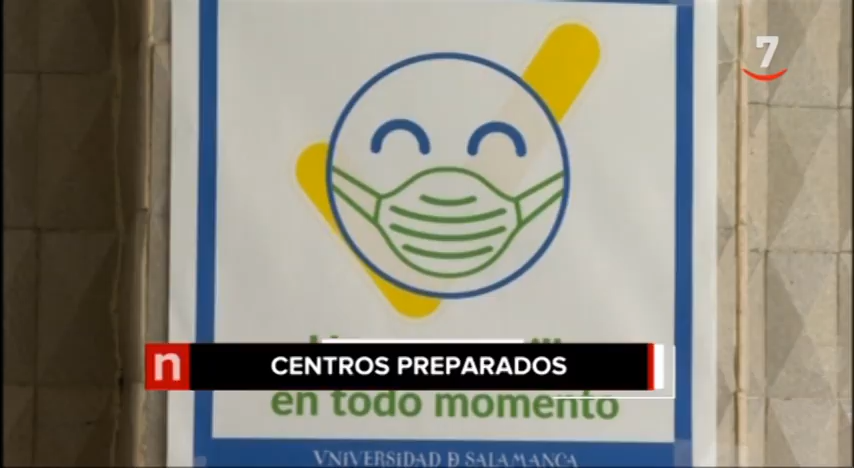 7
n CENTROS PREPARADOS
en todo momento
VNIVERSIDAD Ð SALAMANCA